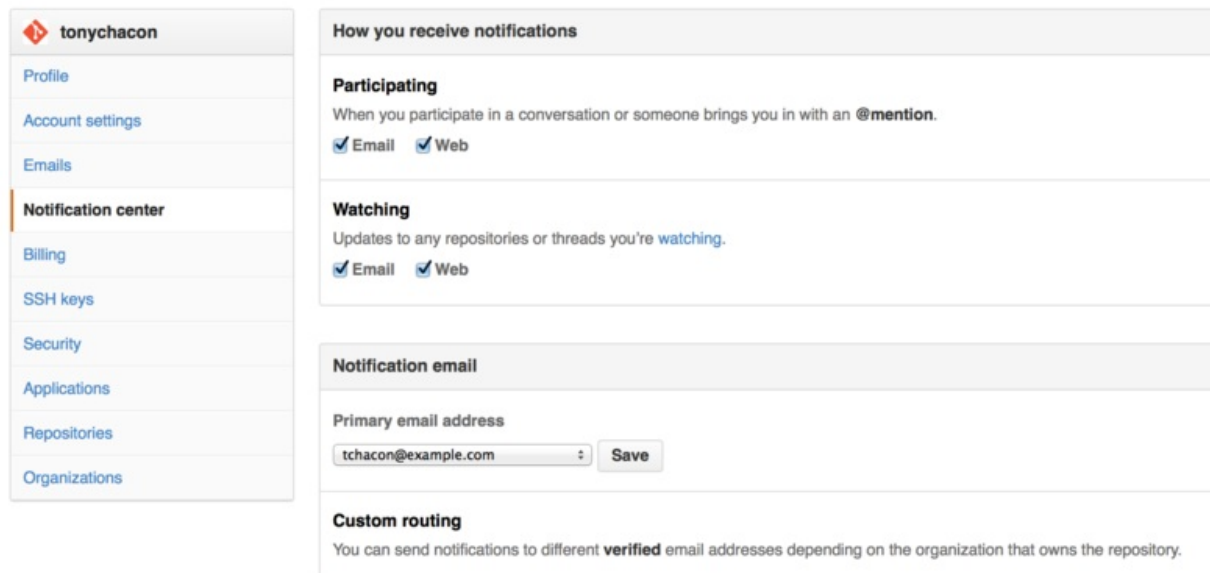 tonychacon
Profile
Account settings
Emails
Notification center
Billing
SSH keys
Security
Applications
Repositories
Organizations
How you receive notifications
Participating
When you participate in a conversation or someone brings you in with an @mention.
Email Web
Watching
Updates to any repositories or threads you're watching.
Email Web
Notification email
Primary email address
tchacon@example.com Save
Custom routing
You can send notifications to different verified email addresses depending on the organization that owns the repository.